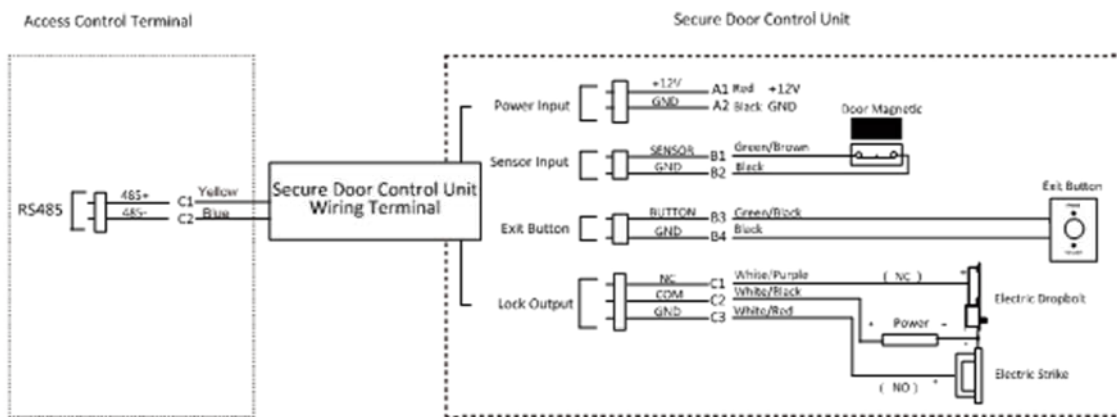 Access Control Terminal
Secure Door Control Unit
RS485
485+ C1 Yellow
485- C2 Blue
Secure Door Control Unit
Wiring Terminal
Power Input
+12V A1 Red +12V
GND A2 Black GND
Door Magnetic
Sensor Input
SENSOR B1 Green/Brown
GND B2 Black
Exit Button
Exit Button
BUTTON B3 Green/Black
GND B4 Black
Lock Output
NC C1 White/Purple ( NC ) +
COM C2 White/Black
GND C3 White/Red
Electric Dropbolt
+ Power -
-
( NO ) +
Electric Strike